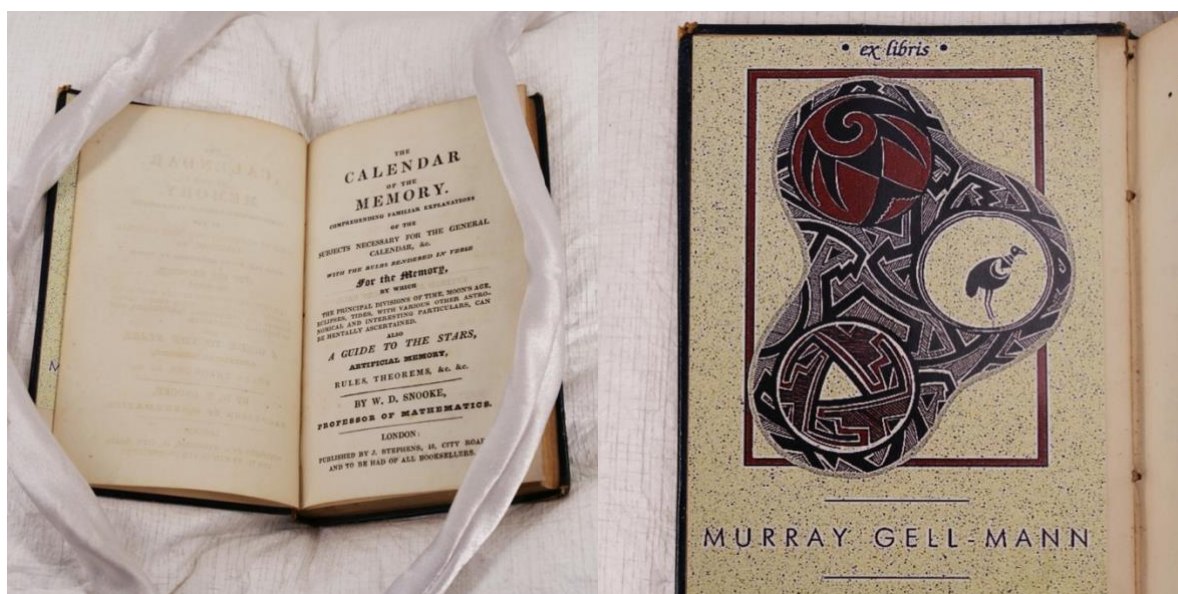 THE
CALENDAR
OF THE
MEMORY.
COMPREHENDING FAMILIAR EXPLANATIONS
OF THE
SUBJECTS NECESSARY FOR THE GENERAL
CALENDAR, &c.
WITH THE RULES RENDERED IN VERSE
For the Memory,
BY WHICH
THE PRINCIPAL DIVISIONS OF TIME, MOON'S AGE,
ECLIPSES, TIDES, WITH VARIOUS OTHER ASTRO-
NOMICAL AND INTERESTING PARTICULARS, CAN
BE MENTALLY ASCERTAINED.
ALSO
A GUIDE TO THE STARS,
ARTIFICIAL MEMORY,
RULES, THEOREMS, &c. &c.
BY W. D. SNOOKE,
PROFESSOR OF MATHEMATICS.
LONDON:
PUBLISHED BY J. STEPHENS, CITY ROAD
AND TO BE HAD OF ALL BOOKSELLERS.
• ex libris •
MURRAY GELL-MANN